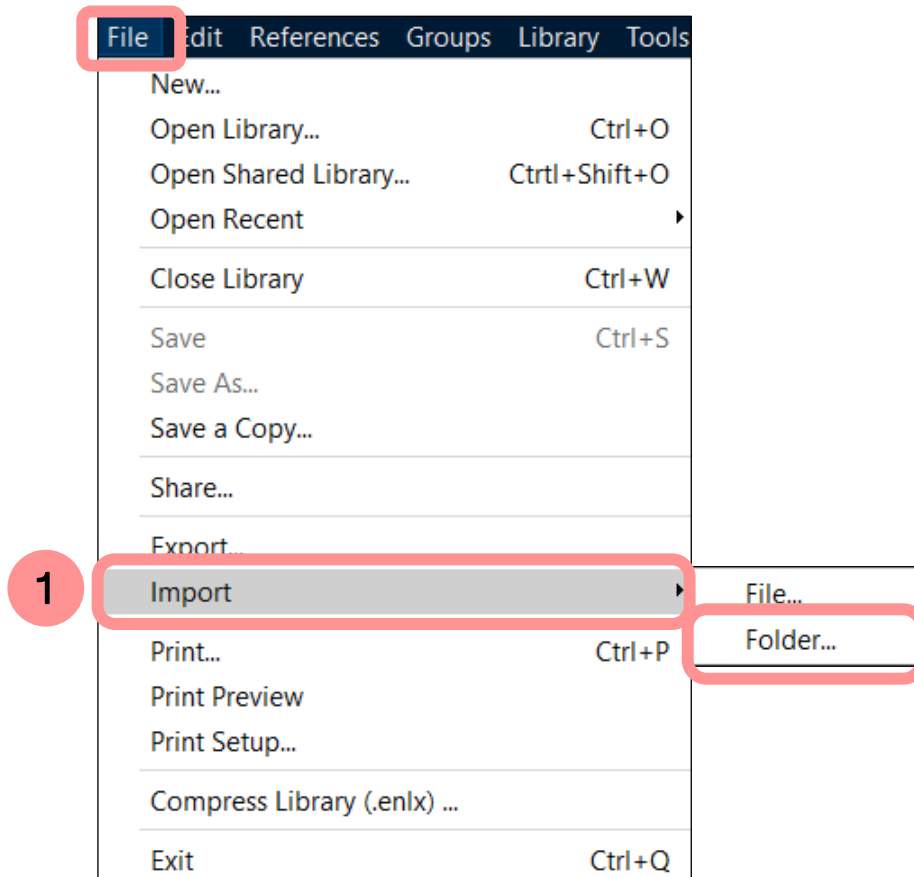 File Edit References Groups Library Tools
New...
Open Library... Ctrl+O
Open Shared Library... Ctrtl+Shift+O
Open Recent
Close Library Ctrl+W
Save Ctrl+S
Save As...
Save a Copy...
Share...
Export...
1 Import File...
Folder...
Print... Ctrl+P
Print Preview
Print Setup...
Compress Library (.enlx) ...
Exit Ctrl+Q